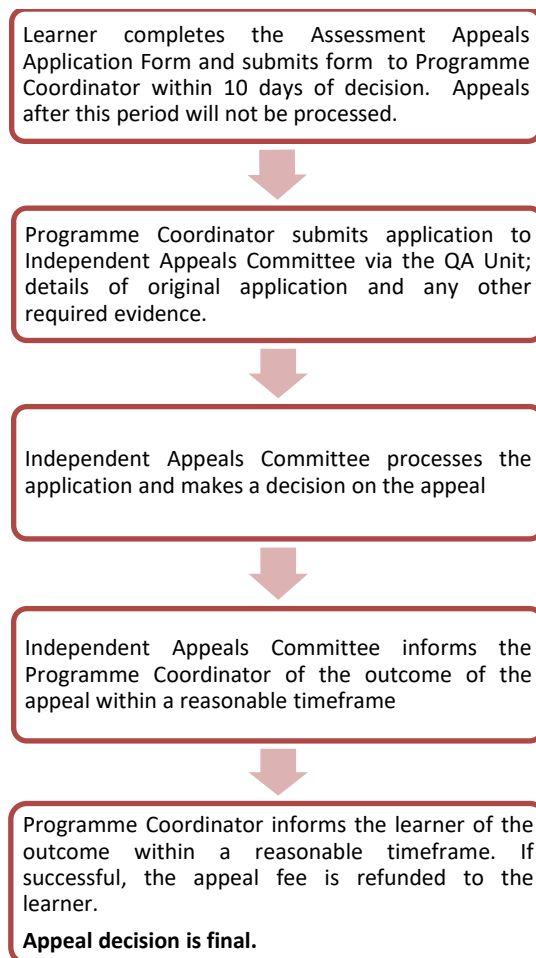 Learner completes the Assessment Appeals
Application Form and submits form to Programme
Coordinator within 10 days of decision. Appeals
after this period will not be processed.
Programme Coordinator submits application to
Independent Appeals Committee via the QA Unit;
details of original application and any other
required evidence.
Independent Appeals Committee processes the
application and makes a decision on the appeal
Independent Appeals Committee informs the
Programme Coordinator of the outcome of the
appeal within a reasonable timeframe
Programme Coordinator informs the learner of the
outcome within a reasonable timeframe. If
successful, the appeal fee is refunded to the
learner.
Appeal decision is final.